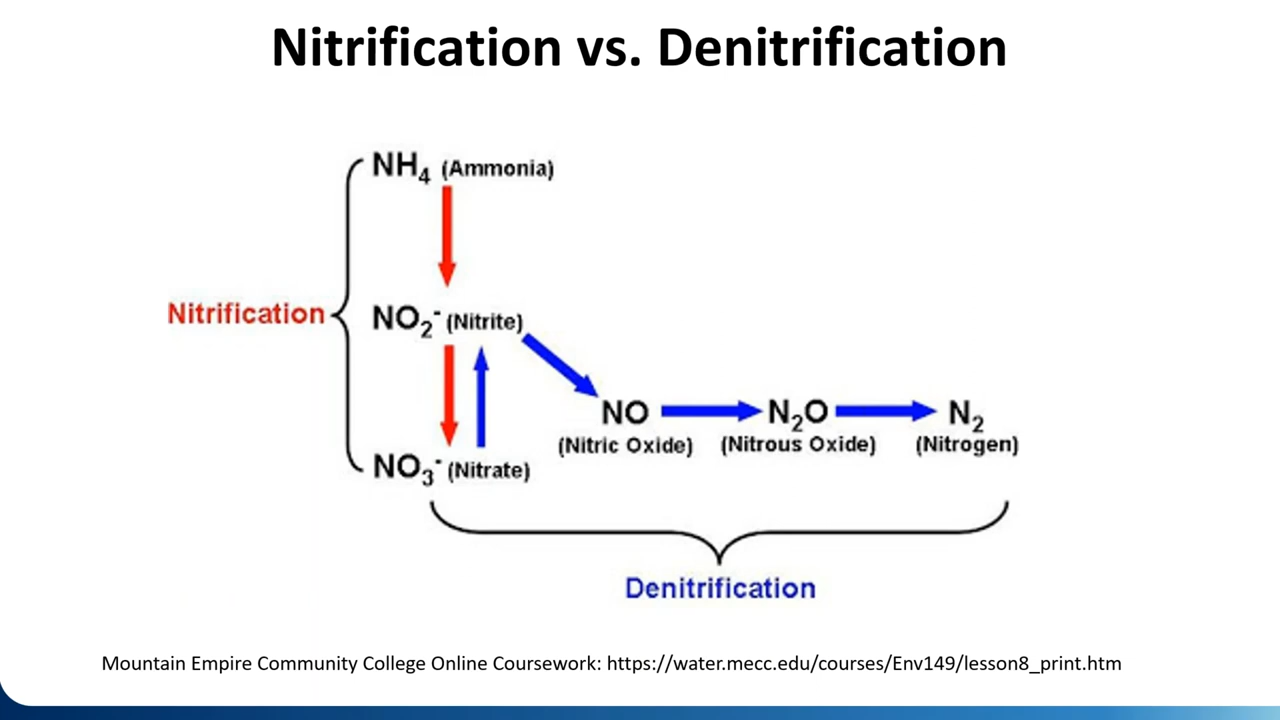 Nitrification vs. Denitrification
NH₄ (Ammonia)
Nitrification
NO₂⁻ (Nitrite)
NO
N₂O
N₂
(Nitric Oxide)
(Nitrous Oxide)
(Nitrogen)
NO₃⁻ (Nitrate)
Denitrification
Mountain Empire Community College Online Coursework: https://water.mecc.edu/courses/Env149/lesson8_print.htm